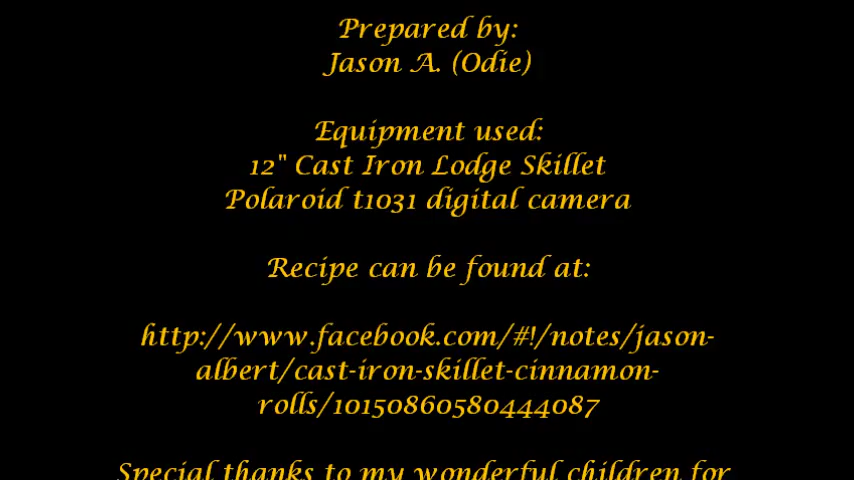 Prepared by:
Jason A. (Odie)
Equipment used:
12" Cast Iron Lodge Skillet
Polaroid t1031 digital camera
Recipe can be found at:
http://www.facebook.com/#!/notes/jason-
albert/cast-iron-skillet-cinnamon-
rolls/10150860580444087
Special thanks to my wonderful children for